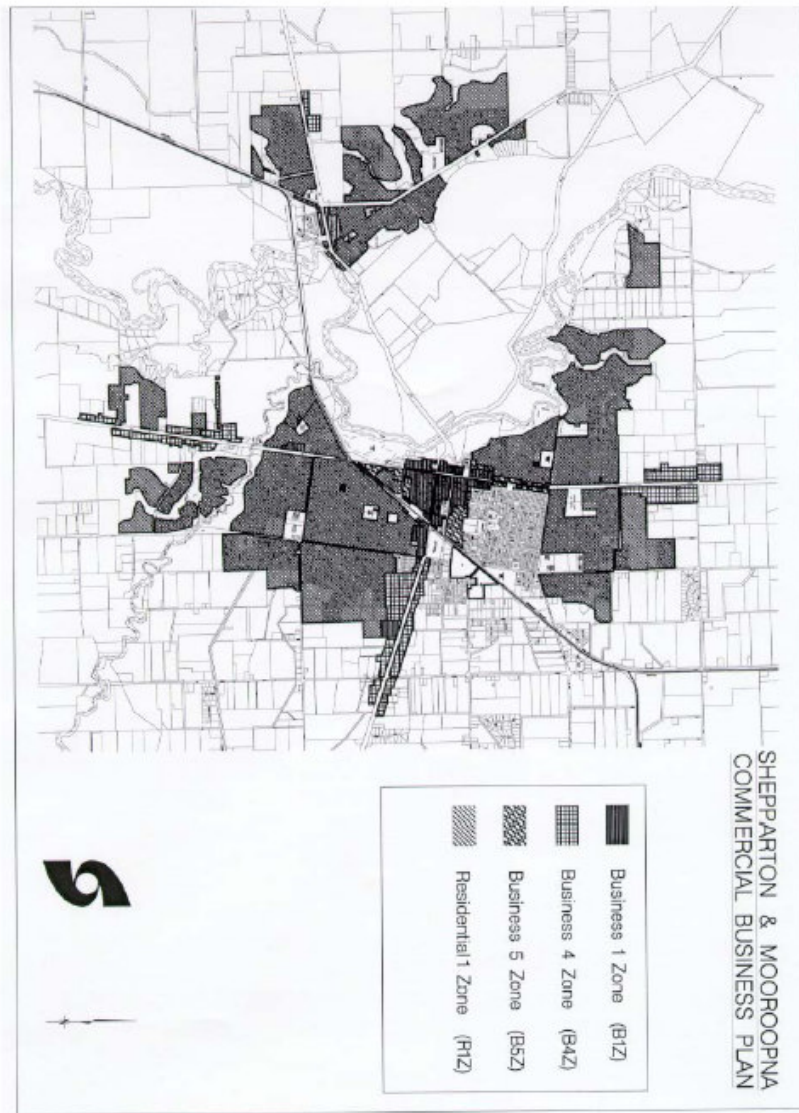 SHEPPARTON & MOOROOPNA
COMMERCIAL BUSINESS PLAN
Business 1 Zone (B1Z)
Business 4 Zone (B4Z)
Business 5 Zone (B5Z)
Residential 1 Zone (R1Z)